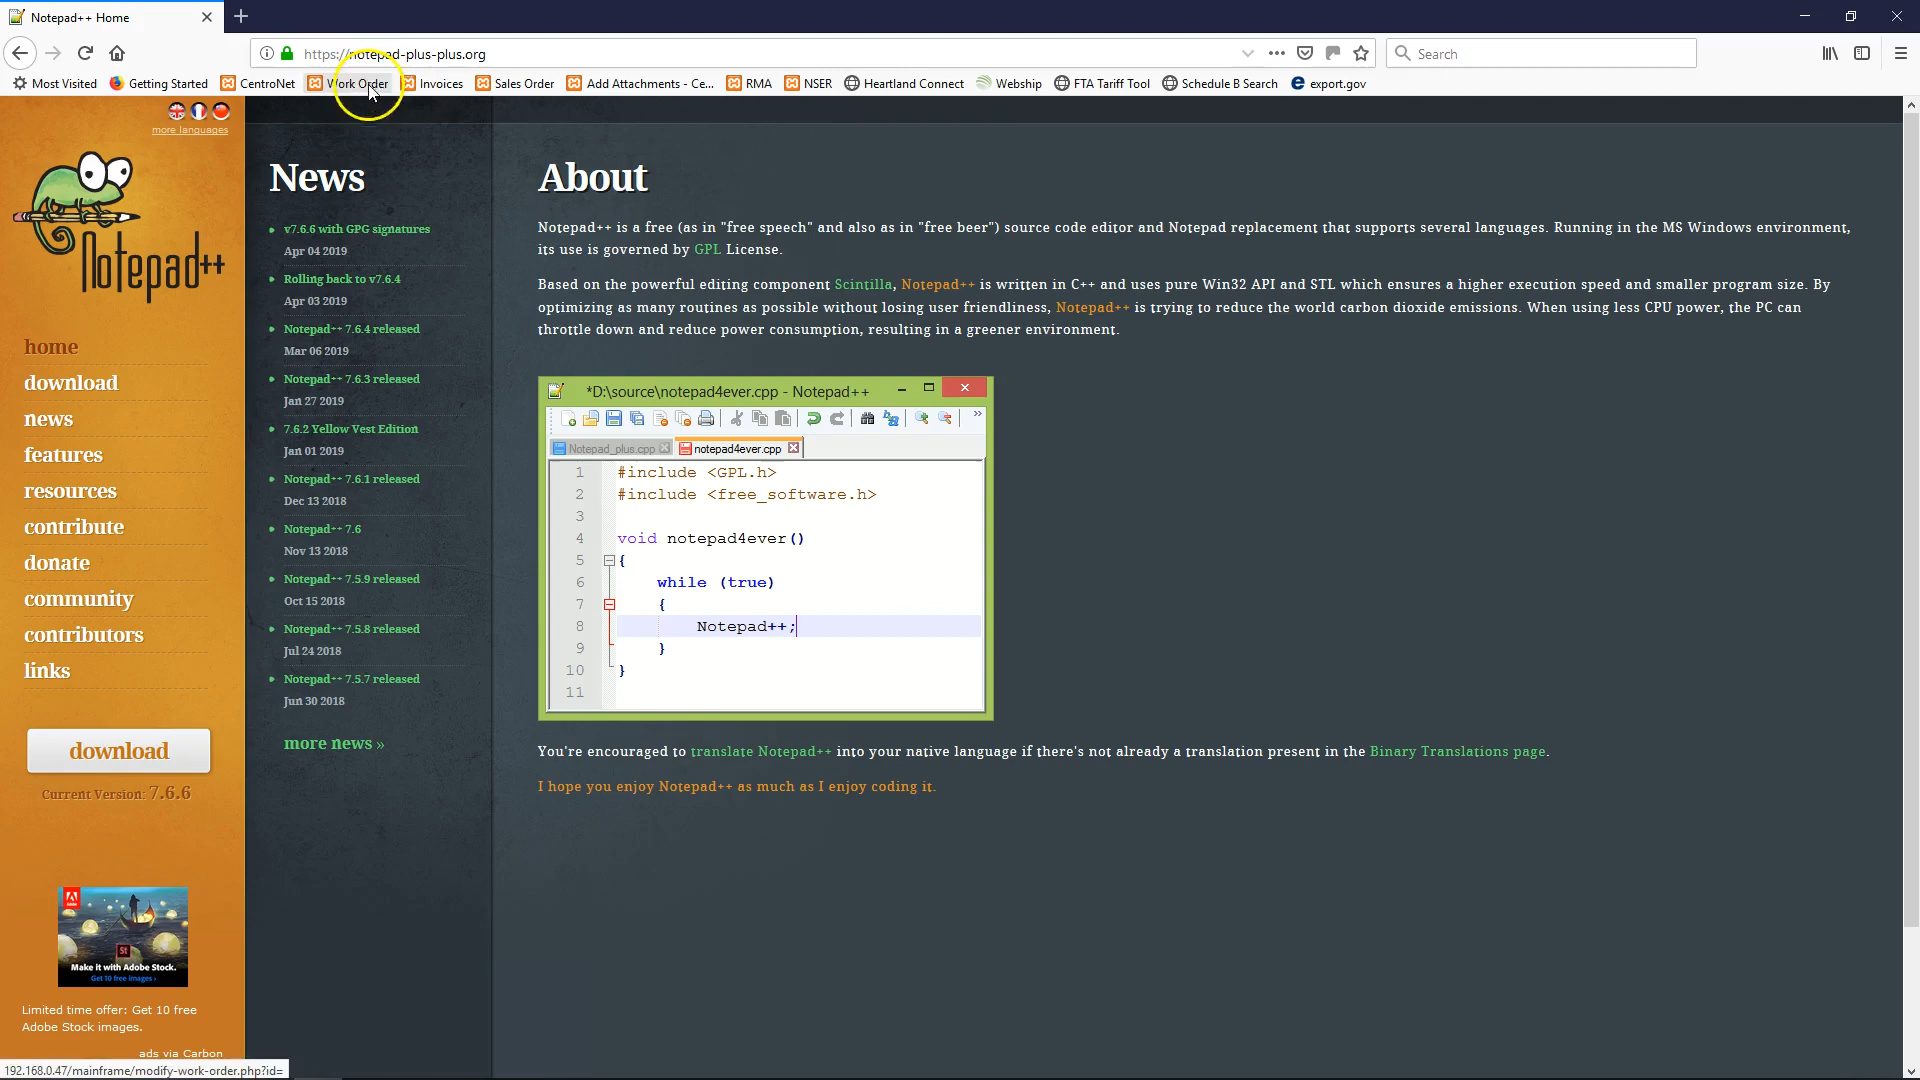 Notepad++ Home
https://notepad-plus-plus.org
Search
Most Visited
Getting Started
CentroNet
Work Order
Invoices
Sales Order
Add Attachments - Ce...
RMA
NSER
Heartland Connect
Webship
FTA Tariff Tool
Schedule B Search
export.gov
more languages
Notepad++
home
download
news
features
resources
contribute
donate
community
contributors
links
download
Current Version: 7.6.6
Make it with Adobe Stock.
Get 10 free images ›
Limited time offer: Get 10 free
Adobe Stock images.
ads via Carbon
News
v7.6.6 with GPG signatures
Apr 04 2019
Rolling back to v7.6.4
Apr 03 2019
Notepad++ 7.6.4 released
Mar 06 2019
Notepad++ 7.6.3 released
Jan 27 2019
7.6.2 Yellow Vest Edition
Jan 01 2019
Notepad++ 7.6.1 released
Dec 13 2018
Notepad++ 7.6
Nov 13 2018
Notepad++ 7.5.9 released
Oct 15 2018
Notepad++ 7.5.8 released
Jul 24 2018
Notepad++ 7.5.7 released
Jun 30 2018
more news »
About
Notepad++ is a free (as in "free speech" and also as in "free beer") source code editor and Notepad replacement that supports several languages. Running in the MS Windows environment,
its use is governed by GPL License.
Based on the powerful editing component Scintilla, Notepad++ is written in C++ and uses pure Win32 API and STL which ensures a higher execution speed and smaller program size. By
optimizing as many routines as possible without losing user friendliness, Notepad++ is trying to reduce the world carbon dioxide emissions. When using less CPU power, the PC can
throttle down and reduce power consumption, resulting in a greener environment.
*D:\source\notepad4ever.cpp - Notepad++
Notepad_plus.cpp
notepad4ever.cpp
1 #include <GPL.h>
2 #include <free_software.h>
3
4 void notepad4ever()
5 {
6 while (true)
7 {
8 Notepad++;
9 }
10 }
11
You're encouraged to translate Notepad++ into your native language if there's not already a translation present in the Binary Translations page.
I hope you enjoy Notepad++ as much as I enjoy coding it.
192.168.0.47/mainframe/modify-work-order.php?id=